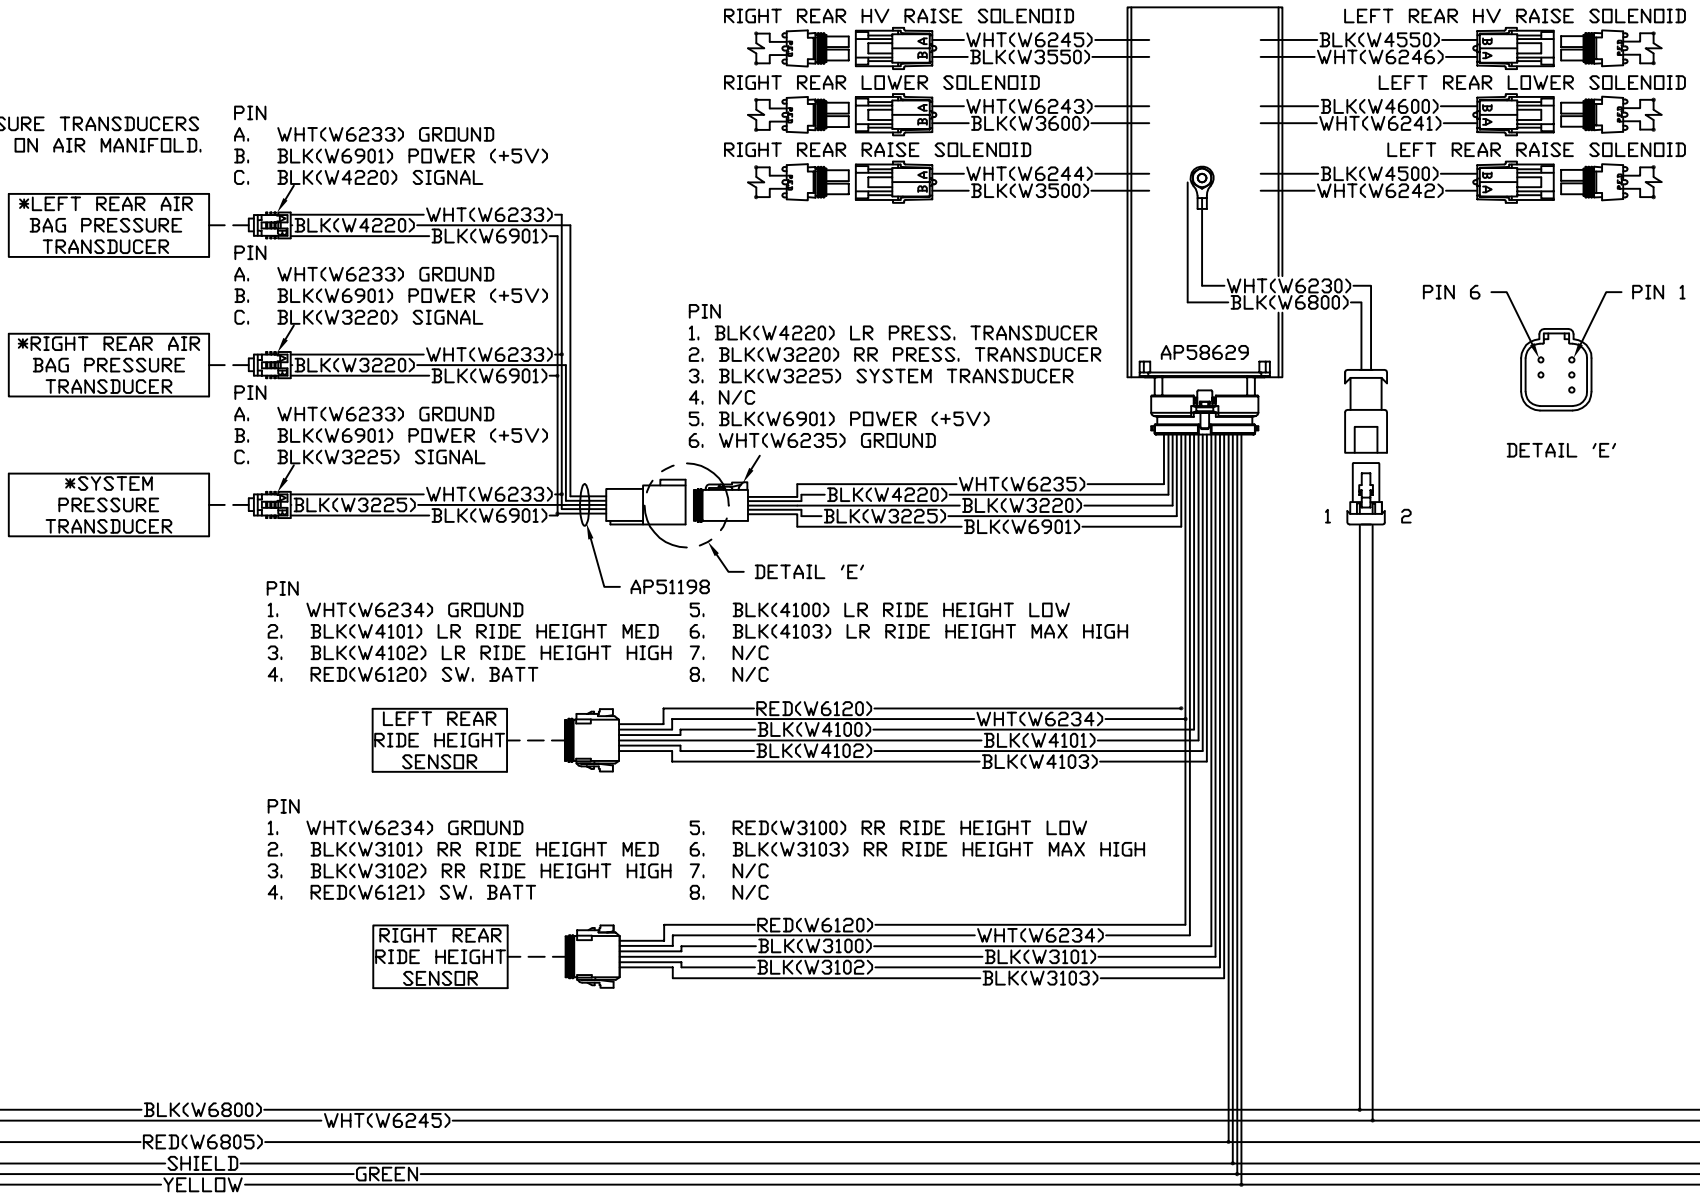 RIGHT REAR HV RAISE SOLENOID
WHT(W6245)
BLK(W3550)
A
B
RIGHT REAR LOWER SOLENOID
WHT(W6243)
BLK(W3600)
A
B
RIGHT REAR RAISE SOLENOID
WHT(W6244)
BLK(W3500)
A
B
LEFT REAR HV RAISE SOLENOID
BLK(W4550)
WHT(W6246)
B
A
LEFT REAR LOWER SOLENOID
BLK(W4600)
WHT(W6241)
B
A
LEFT REAR RAISE SOLENOID
BLK(W4500)
WHT(W6242)
B
A
SURE TRANSDUCERS
ON AIR MANIFOLD.
PIN
A. WHT(W6233) GROUND
B. BLK(W6901) POWER (+5V)
C. BLK(W4220) SIGNAL
*LEFT REAR AIR
BAG PRESSURE
TRANSDUCER
WHT(W6233)
BLK(W4220)
BLK(W6901)
PIN
A. WHT(W6233) GROUND
B. BLK(W6901) POWER (+5V)
C. BLK(W3220) SIGNAL
*RIGHT REAR AIR
BAG PRESSURE
TRANSDUCER
WHT(W6233)
BLK(W3220)
BLK(W6901)
PIN
A. WHT(W6233) GROUND
B. BLK(W6901) POWER (+5V)
C. BLK(W3225) SIGNAL
*SYSTEM
PRESSURE
TRANSDUCER
WHT(W6233)
BLK(W3225)
BLK(W6901)
PIN
1. BLK(W4220) LR PRESS. TRANSDUCER
2. BLK(W3220) RR PRESS. TRANSDUCER
3. BLK(W3225) SYSTEM TRANSDUCER
4. N/C
5. BLK(W6901) POWER (+5V)
6. WHT(W6235) GROUND
WHT(W6235)
BLK(W4220)
BLK(W3220)
BLK(W3225)
BLK(W6901)
DETAIL 'E'
AP51198
AP58629
WHT(W6230)
BLK(W6800)
PIN 6
PIN 1
DETAIL 'E'
1
2
PIN
1. WHT(W6234) GROUND
2. BLK(W4101) LR RIDE HEIGHT MED
3. BLK(W4102) LR RIDE HEIGHT HIGH
4. RED(W6120) SW. BATT
5. BLK(4100) LR RIDE HEIGHT LOW
6. BLK(4103) LR RIDE HEIGHT MAX HIGH
7. N/C
8. N/C
LEFT REAR
RIDE HEIGHT
SENSOR
RED(W6120)
WHT(W6234)
BLK(W4100)
BLK(W4101)
BLK(W4102)
BLK(W4103)
PIN
1. WHT(W6234) GROUND
2. BLK(W3101) RR RIDE HEIGHT MED
3. BLK(W3102) RR RIDE HEIGHT HIGH
4. RED(W6121) SW. BATT
5. RED(W3100) RR RIDE HEIGHT LOW
6. BLK(W3103) RR RIDE HEIGHT MAX HIGH
7. N/C
8. N/C
RIGHT REAR
RIDE HEIGHT
SENSOR
RED(W6120)
WHT(W6234)
BLK(W3100)
BLK(W3101)
BLK(W3102)
BLK(W3103)
BLK(W6800)
WHT(W6245)
RED(W6805)
SHIELD
GREEN
YELLOW